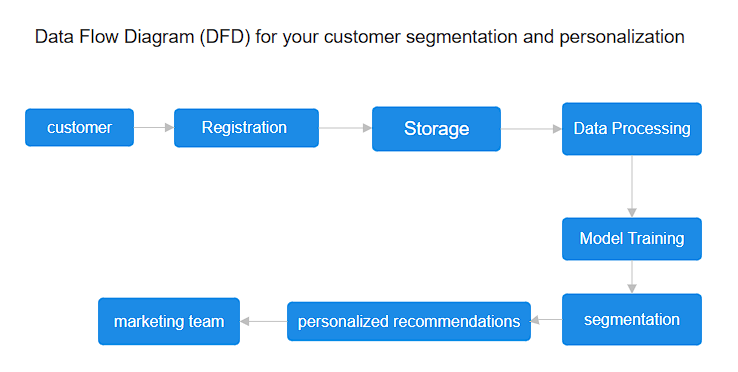 Data Flow Diagram (DFD) for your customer segmentation and personalization
customer
Registration
Storage
Data Processing
Model Training
segmentation
personalized recommendations
marketing team